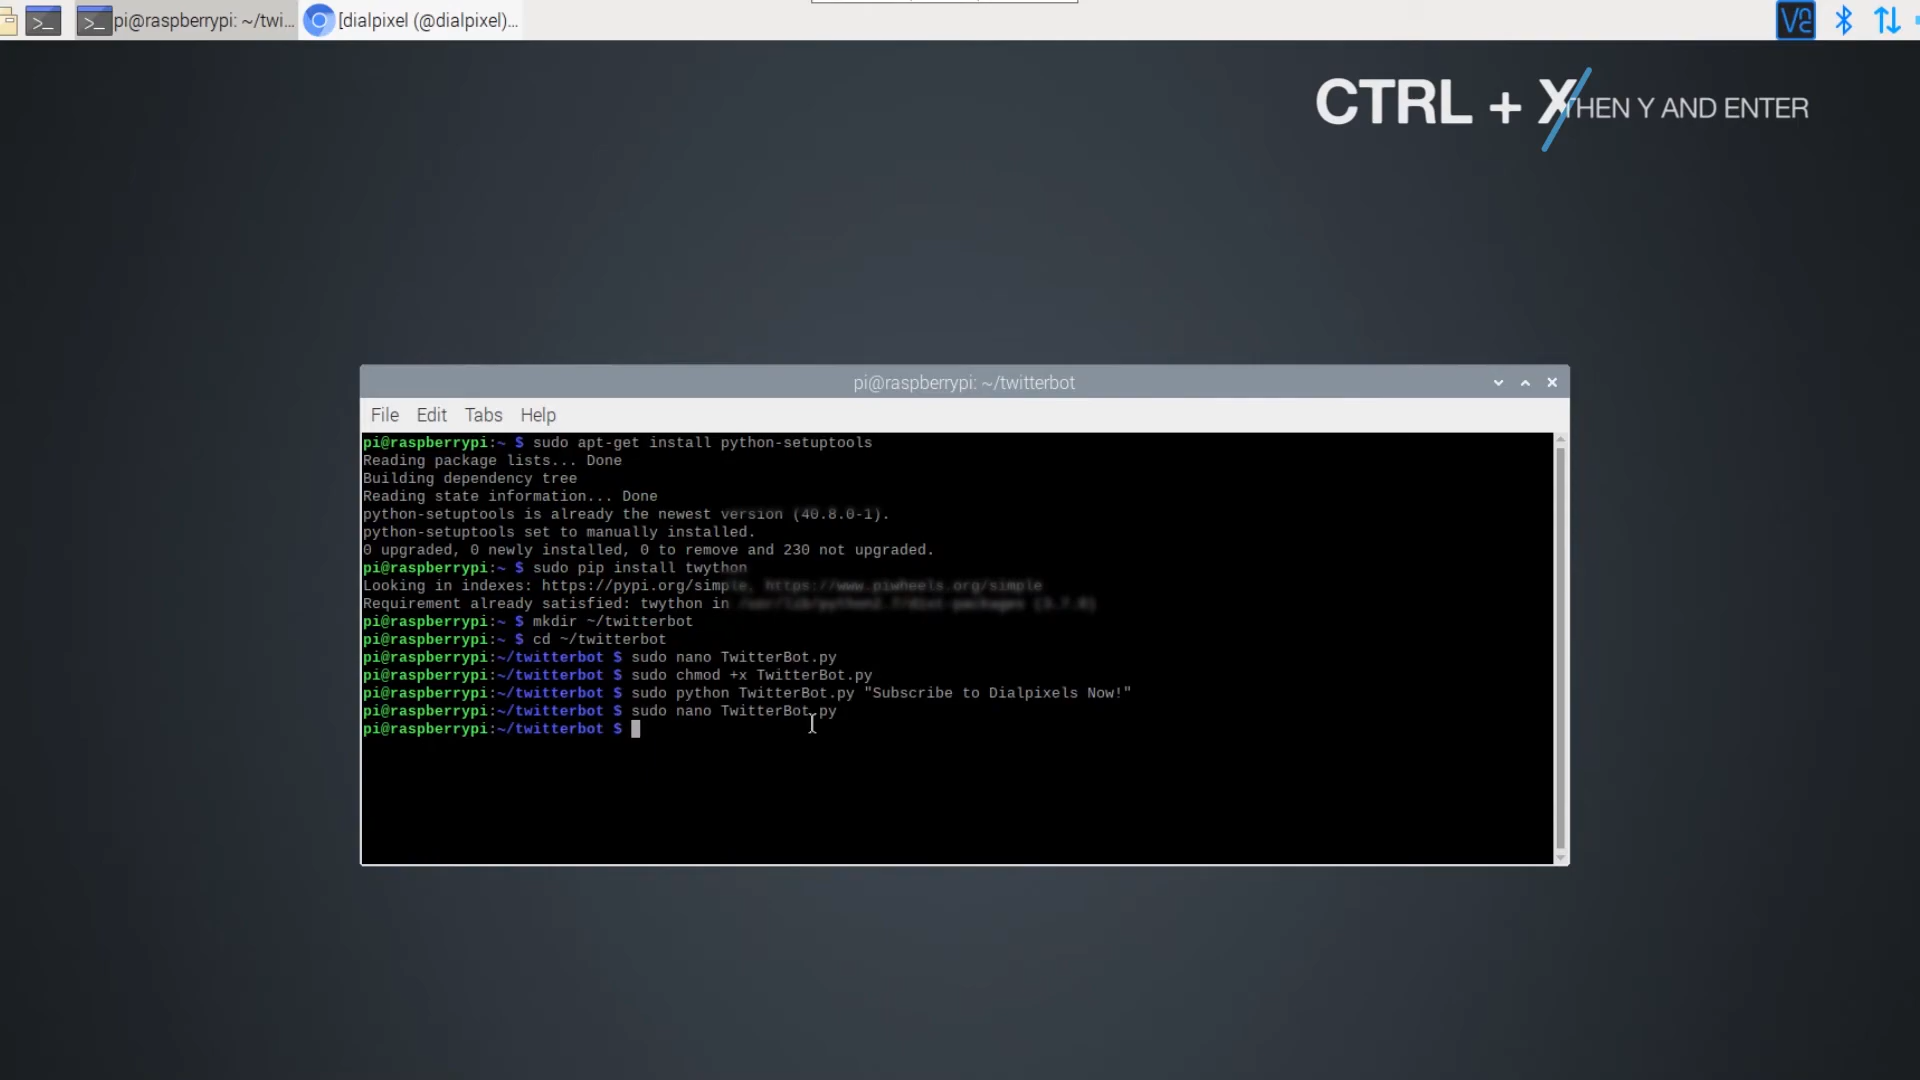 pi@raspberrypi: ~/twi...
[dialpixel (@dialpixel)...
CTRL + X THEN Y AND ENTER
pi@raspberrypi: ~/twitterbot
File Edit Tabs Help
pi@raspberrypi:~ $ sudo apt-get install python-setuptools
Reading package lists... Done
Building dependency tree
Reading state information... Done
python-setuptools is already the newest version (40.8.0-1).
python-setuptools set to manually installed.
0 upgraded, 0 newly installed, 0 to remove and 230 not upgraded.
pi@raspberrypi:~ $ sudo pip install twython
Looking in indexes: https://pypi.org/simple, https://www.piwheels.org/simple
Requirement already satisfied: twython in
pi@raspberrypi:~ $ mkdir ~/twitterbot
pi@raspberrypi:~ $ cd ~/twitterbot
pi@raspberrypi:~/twitterbot $ sudo nano TwitterBot.py
pi@raspberrypi:~/twitterbot $ sudo chmod +x TwitterBot.py
pi@raspberrypi:~/twitterbot $ sudo python TwitterBot.py "Subscribe to Dialpixels Now!"
pi@raspberrypi:~/twitterbot $ sudo nano TwitterBot.py
pi@raspberrypi:~/twitterbot $